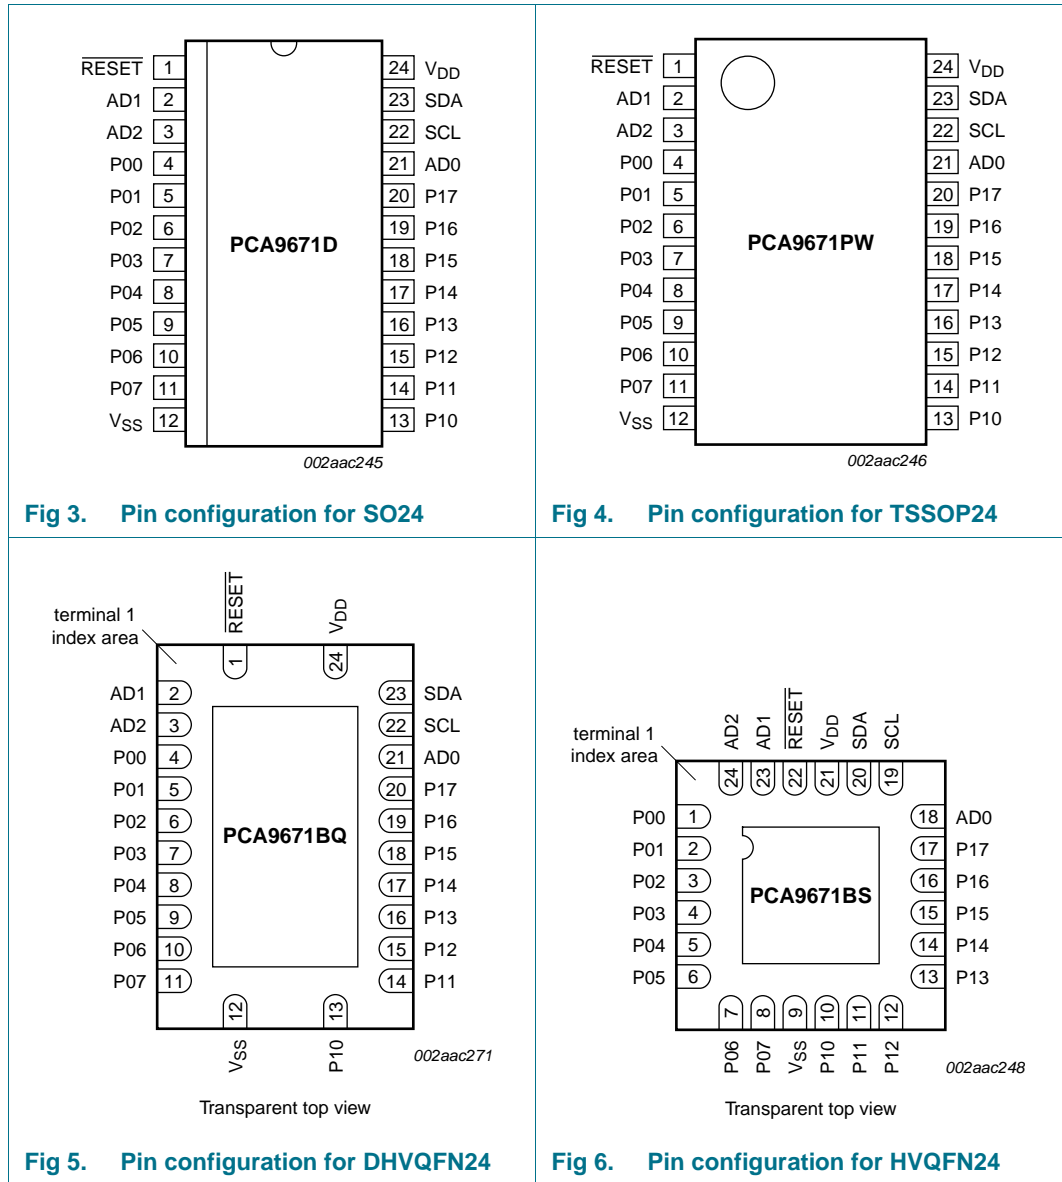 RESET 1 24 VDD
AD1 2 23 SDA
AD2 3 22 SCL
P00 4 21 AD0
P01 5 20 P17
P02 6 19 P16
P03 7 18 P15
P04 8 17 P14
P05 9 16 P13
P06 10 15 P12
P07 11 14 P11
VSS 12 13 P10
PCA9671D
002aac245
Fig 3. Pin configuration for SO24
RESET 1 24 VDD
AD1 2 23 SDA
AD2 3 22 SCL
P00 4 21 AD0
P01 5 20 P17
P02 6 19 P16
P03 7 18 P15
P04 8 17 P14
P05 9 16 P13
P06 10 15 P12
P07 11 14 P11
VSS 12 13 P10
PCA9671PW
002aac246
Fig 4. Pin configuration for TSSOP24
terminal 1
index area
RESET 1
VDD 24
AD1 2 23 SDA
AD2 3 22 SCL
P00 4 21 AD0
P01 5 20 P17
P02 6 19 P16
P03 7 18 P15
P04 8 17 P14
P05 9 16 P13
P06 10 15 P12
P07 11 14 P11
PCA9671BQ
12 VSS
13 P10
002aac271
Transparent top view
Fig 5. Pin configuration for DHVQFN24
terminal 1
index area
AD2 24
AD1 23
RESET 22
VDD 21
SDA 20
SCL 19
P00 1 18 AD0
P01 2 17 P17
P02 3 16 P16
P03 4 15 P15
P04 5 14 P14
P05 6 13 P13
PCA9671BS
7 P06
8 P07
9 VSS
10 P10
11 P11
12 P12
002aac248
Transparent top view
Fig 6. Pin configuration for HVQFN24